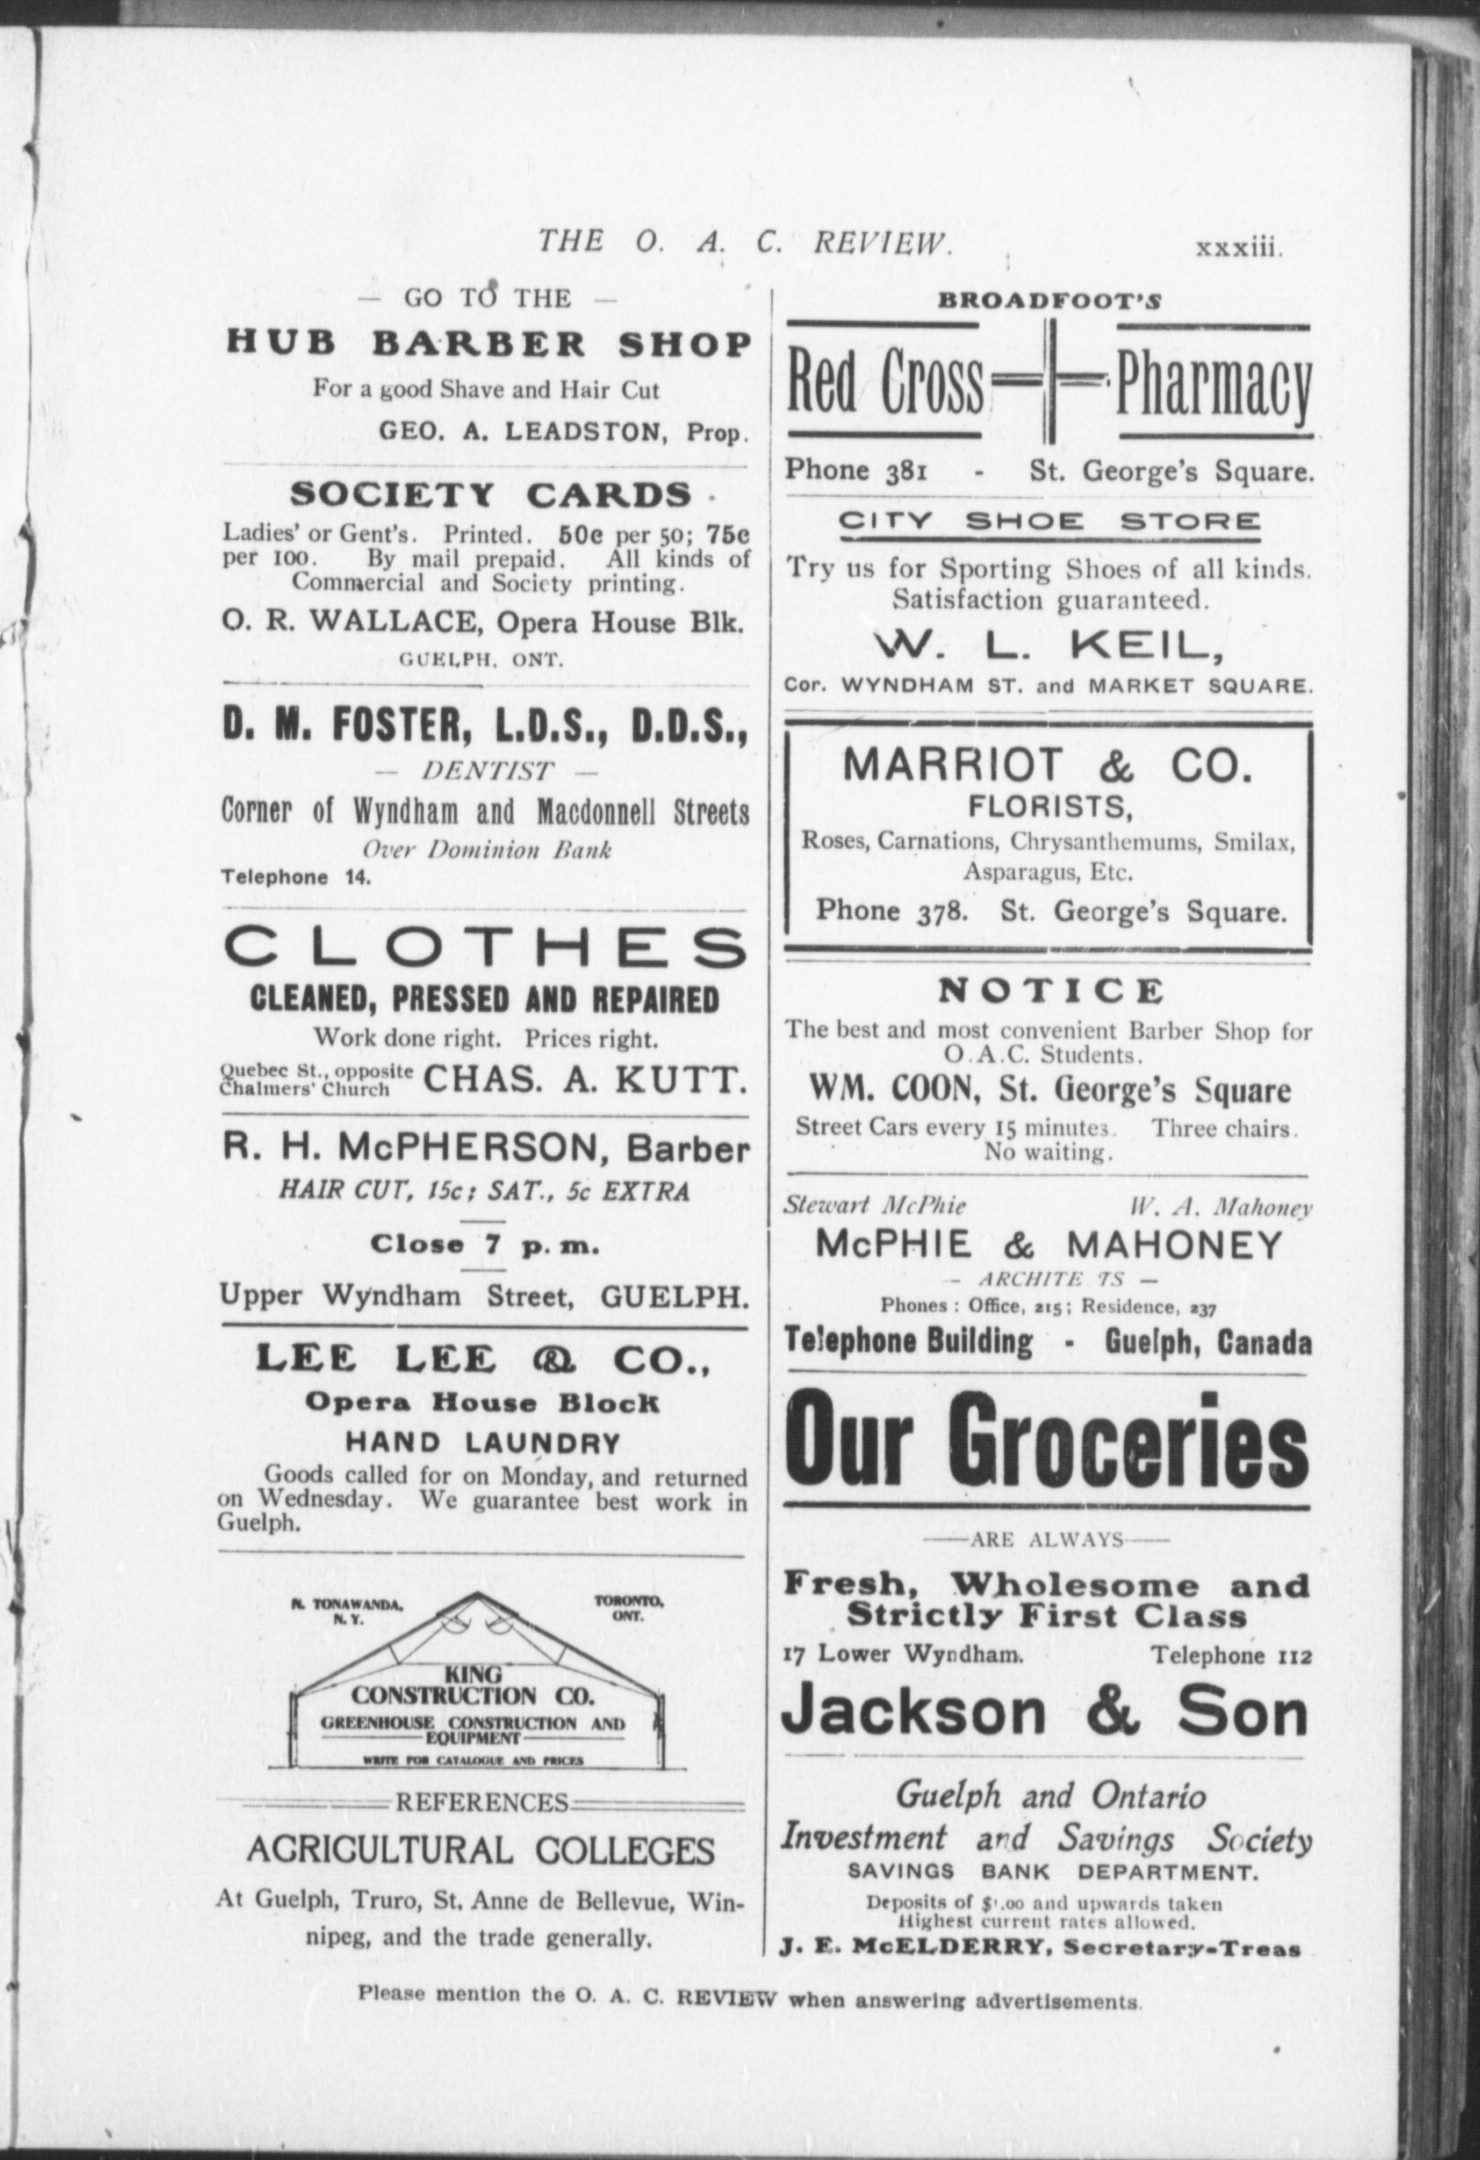 THE O. A. C. REVIEW. xxxiii.
— GO TO THE —
HUB BARBER SHOP
For a good Shave and Hair Cut
GEO. A. LEADSTON, Prop.
SOCIETY CARDS
Ladies' or Gent's. Printed. 50c per 50; 75c
per 100. By mail prepaid. All kinds of
Commercial and Society printing.
O. R. WALLACE, Opera House Blk.
GUELPH, ONT.
D. M. FOSTER, L.D.S., D.D.S.,
— DENTIST —
Corner of Wyndham and Macdonnell Streets
Over Dominion Bank
Telephone 14.
CLOTHES
CLEANED, PRESSED AND REPAIRED
Work done right. Prices right.
Quebec St., opposite
Chalmers' Church CHAS. A. KUTT.
R. H. McPHERSON, Barber
HAIR CUT, 15c; SAT., 5c EXTRA
Close 7 p. m.
Upper Wyndham Street, GUELPH.
LEE LEE & CO.,
Opera House Block
HAND LAUNDRY
Goods called for on Monday, and returned
on Wednesday. We guarantee best work in
Guelph.
N. TONAWANDA,
N. Y.
TORONTO,
ONT.
KING
CONSTRUCTION CO.
GREENHOUSE CONSTRUCTION AND
EQUIPMENT
WRITE FOR CATALOGUE AND PRICES
REFERENCES
AGRICULTURAL COLLEGES
At Guelph, Truro, St. Anne de Bellevue, Win-
nipeg, and the trade generally.
BROADFOOT'S
Red Cross Pharmacy
Phone 381 - St. George's Square.
CITY SHOE STORE
Try us for Sporting Shoes of all kinds.
Satisfaction guaranteed.
W. L. KEIL,
Cor. WYNDHAM ST. and MARKET SQUARE.
MARRIOT & CO.
FLORISTS,
Roses, Carnations, Chrysanthemums, Smilax,
Asparagus, Etc.
Phone 378. St. George's Square.
NOTICE
The best and most convenient Barber Shop for
O.A.C. Students.
WM. COON, St. George's Square
Street Cars every 15 minutes. Three chairs.
No waiting.
Stewart McPhie W. A. Mahoney
McPHIE & MAHONEY
— ARCHITE TS —
Phones : Office, 215; Residence, 237
Telephone Building - Guelph, Canada
Our Groceries
—ARE ALWAYS—
Fresh, Wholesome and
Strictly First Class
17 Lower Wyndham. Telephone 112
Jackson & Son
Guelph and Ontario
Investment and Savings Society
SAVINGS BANK DEPARTMENT.
Deposits of $1.00 and upwards taken
Highest current rates allowed.
J. E. McELDERRY, Secretary-Treas
Please mention the O. A. C. REVIEW when answering advertisements.